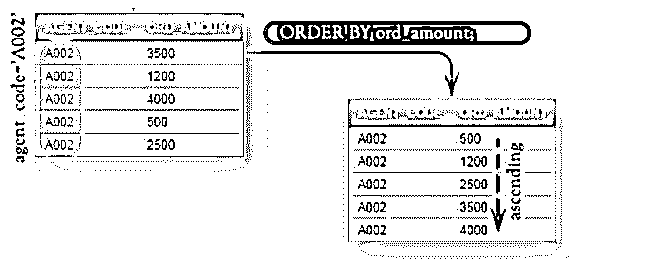 agent_code='A002'
AGENT_CODE ORD_AMOUNT
A002 3500
A002 1200
A002 4000
A002 500
A002 2500
ORDER BY ord_amount;
AGENT_CODE ORD_AMOUNT
A002 500
A002 1200
A002 2500
A002 3500
A002 4000
ascending